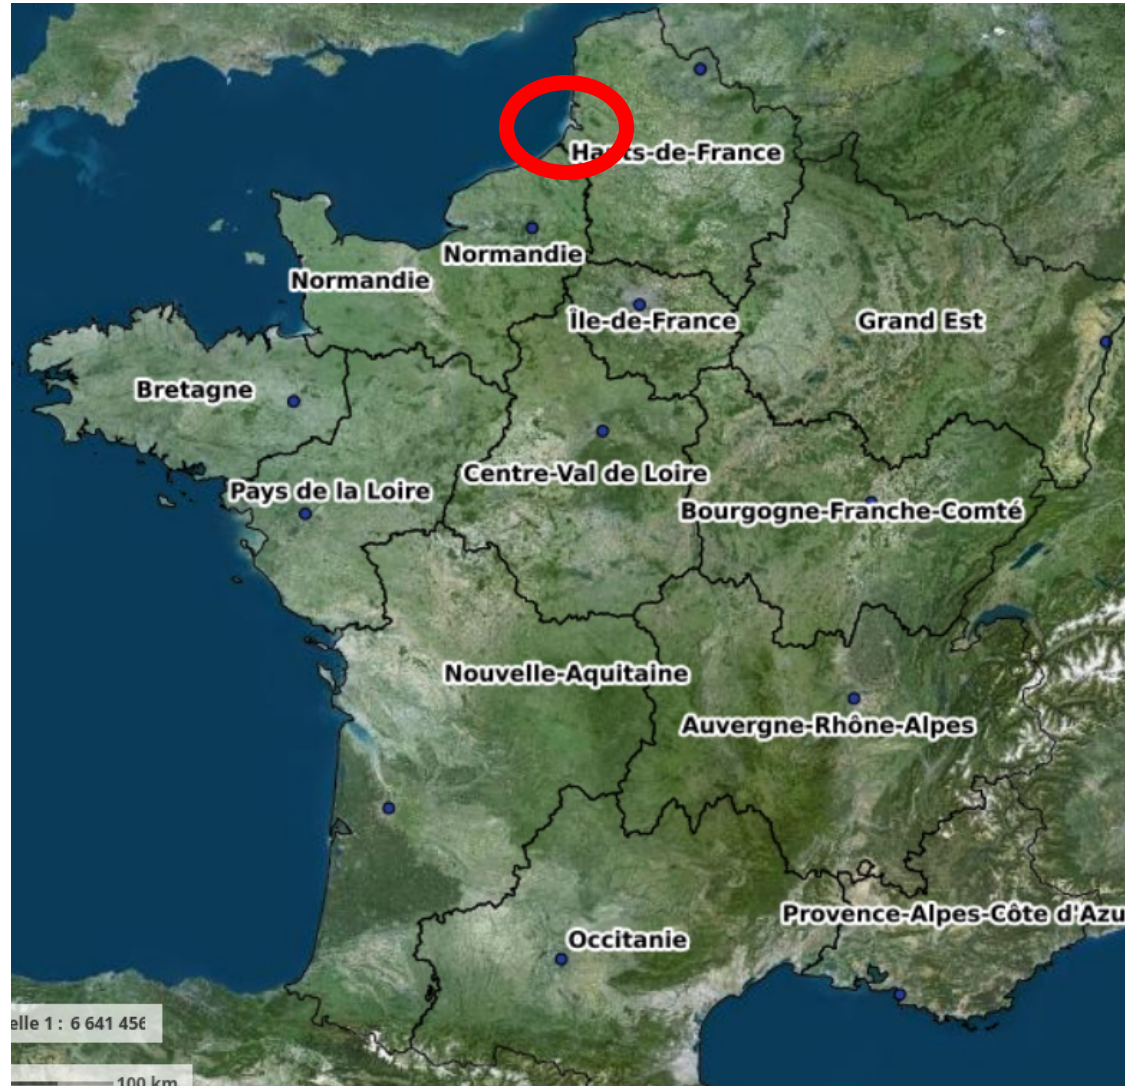 Hauts-de-France
Normandie
Normandie
Île-de-France
Grand Est
Bretagne
Centre-Val de Loire
Pays de la Loire
Bourgogne-Franche-Comté
Nouvelle-Aquitaine
Auvergne-Rhône-Alpes
Provence-Alpes-Côte d'Azu
Occitanie
elle 1 : 6 641 456
100 km